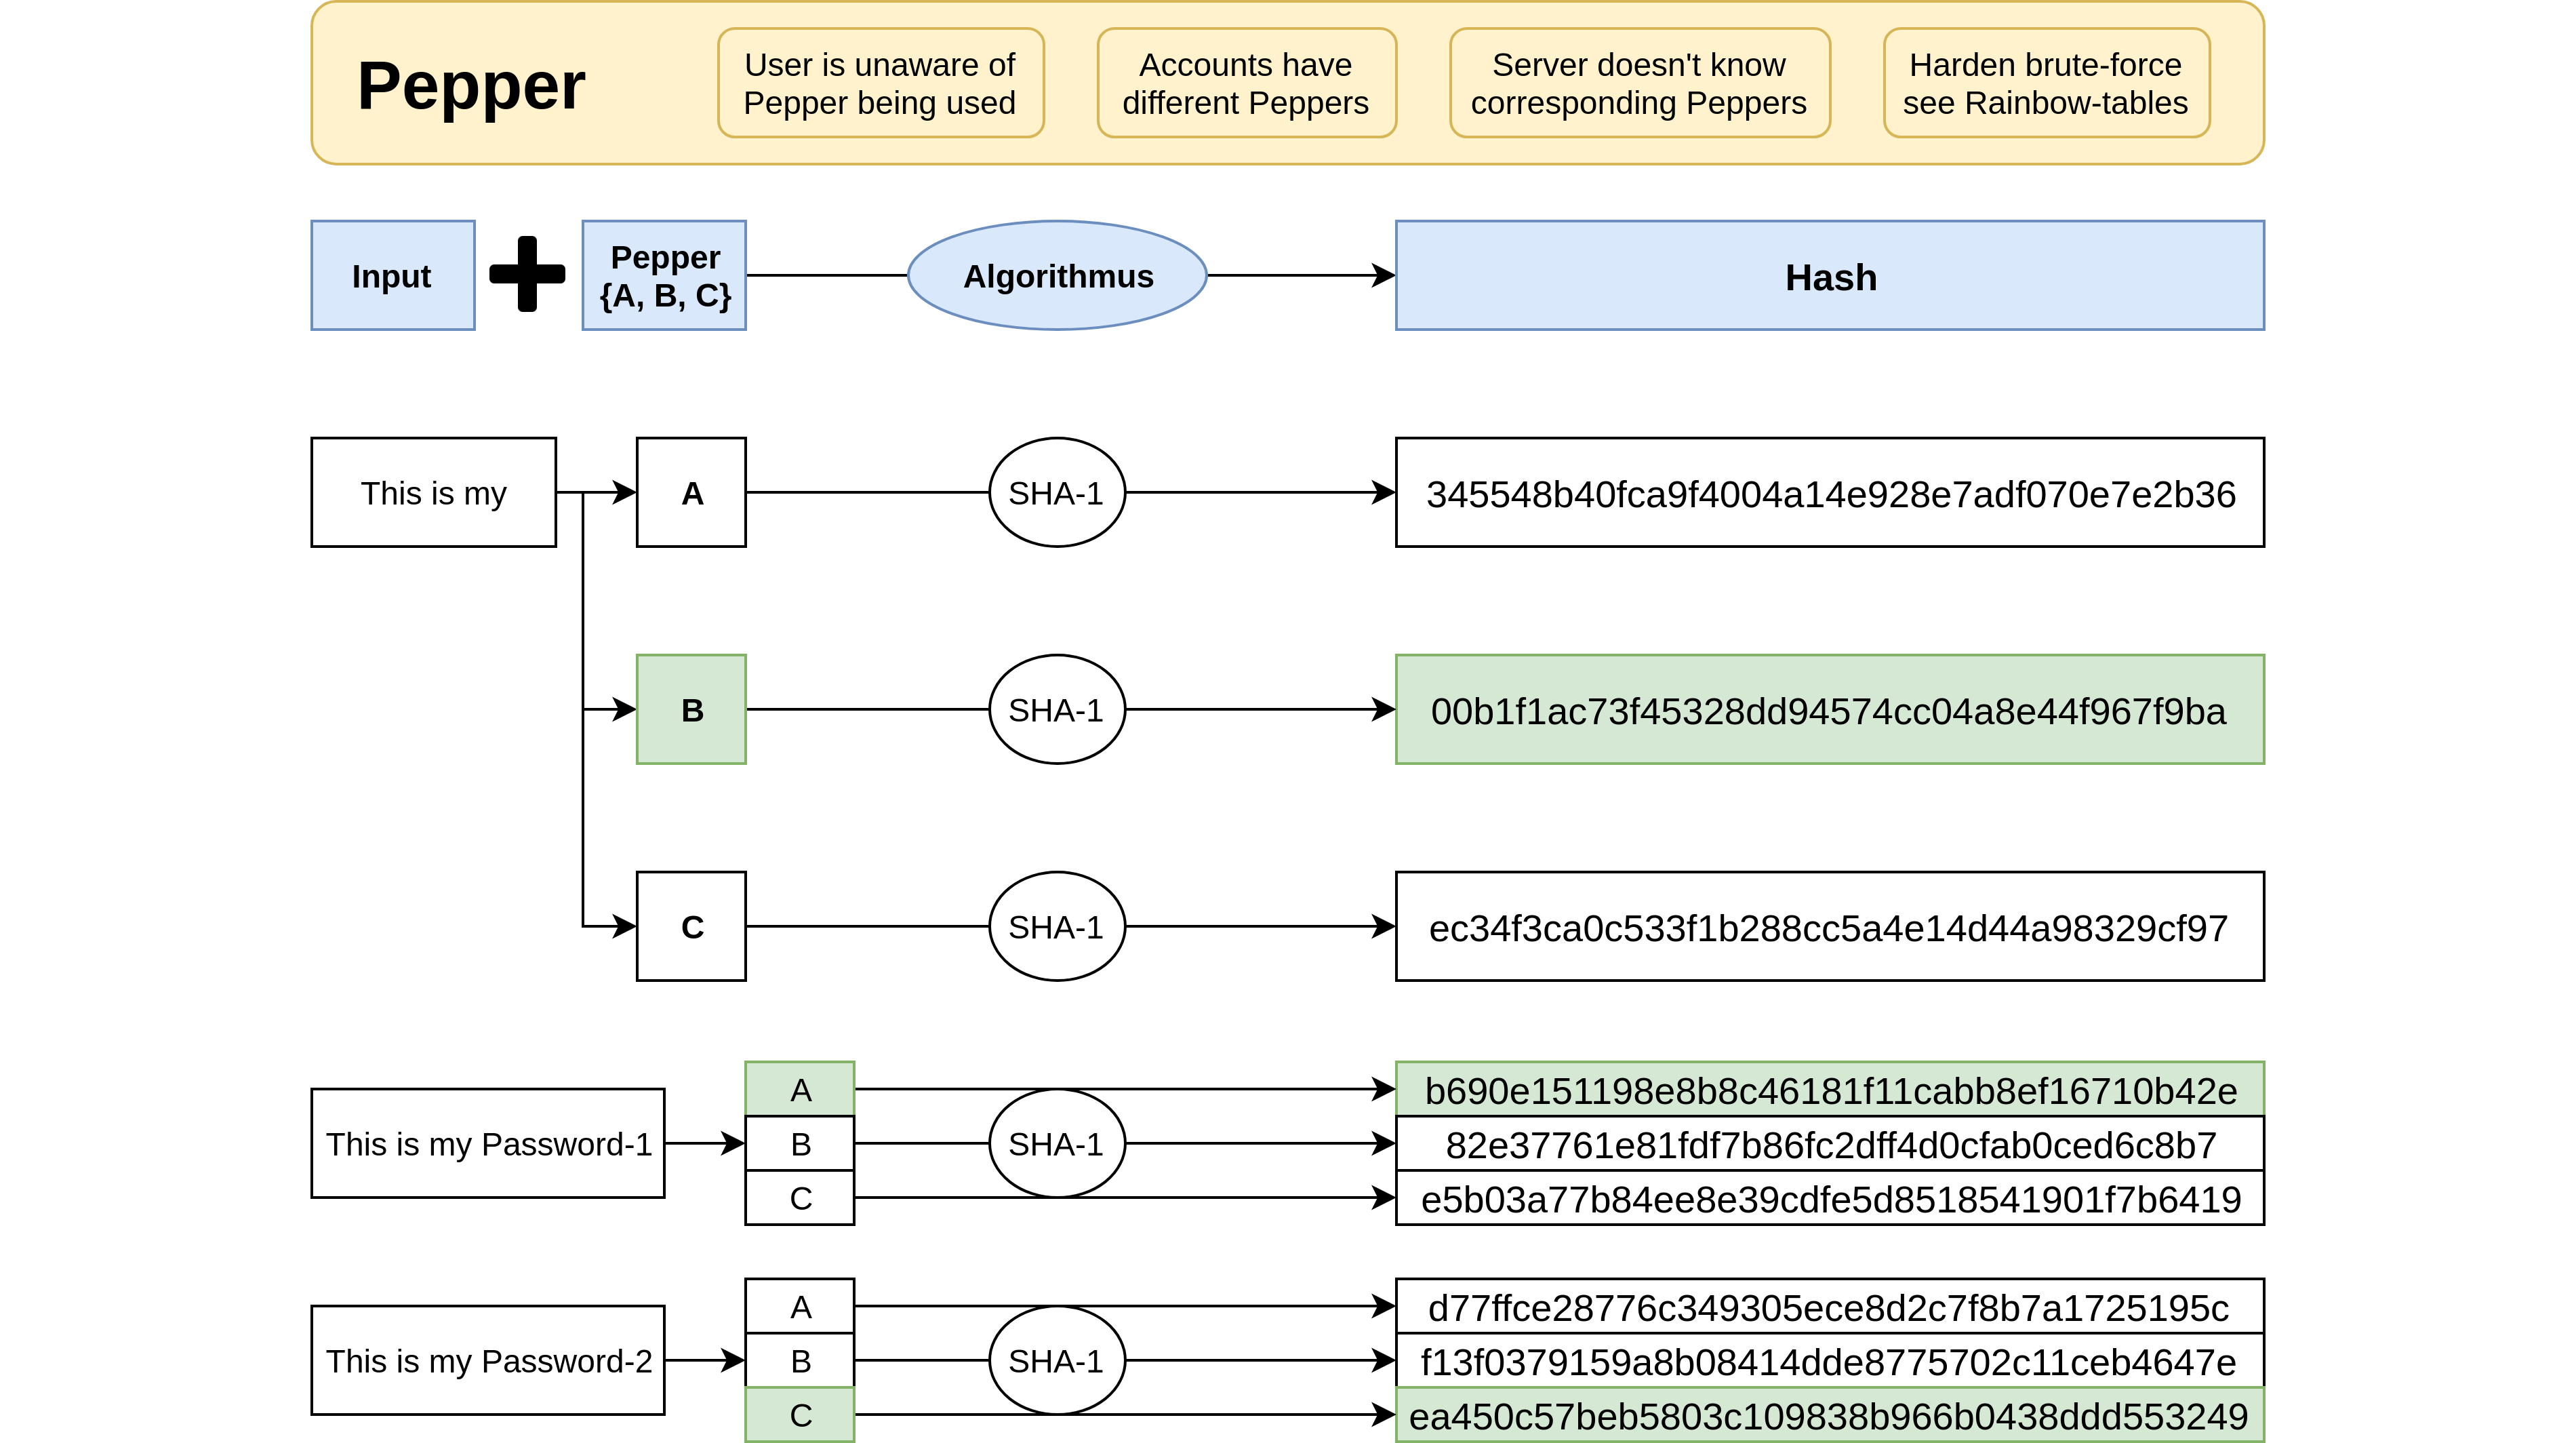 Pepper
User is unaware of
Pepper being used
Accounts have
different Peppers
Server doesn't know
corresponding Peppers
Harden brute-force
see Rainbow-tables
Input
Pepper
{A, B, C}
Algorithmus
Hash
This is my
A
SHA-1
345548b40fca9f4004a14e928e7adf070e7e2b36
B
SHA-1
00b1f1ac73f45328dd94574cc04a8e44f967f9ba
C
SHA-1
ec34f3ca0c533f1b288cc5a4e14d44a98329cf97
This is my Password-1
A
B
C
SHA-1
b690e151198e8b8c46181f11cabb8ef16710b42e
82e37761e81fdf7b86fc2dff4d0cfab0ced6c8b7
e5b03a77b84ee8e39cdfe5d8518541901f7b6419
This is my Password-2
A
B
C
SHA-1
d77ffce28776c349305ece8d2c7f8b7a1725195c
f13f0379159a8b08414dde8775702c11ceb4647e
ea450c57beb5803c109838b966b0438ddd553249